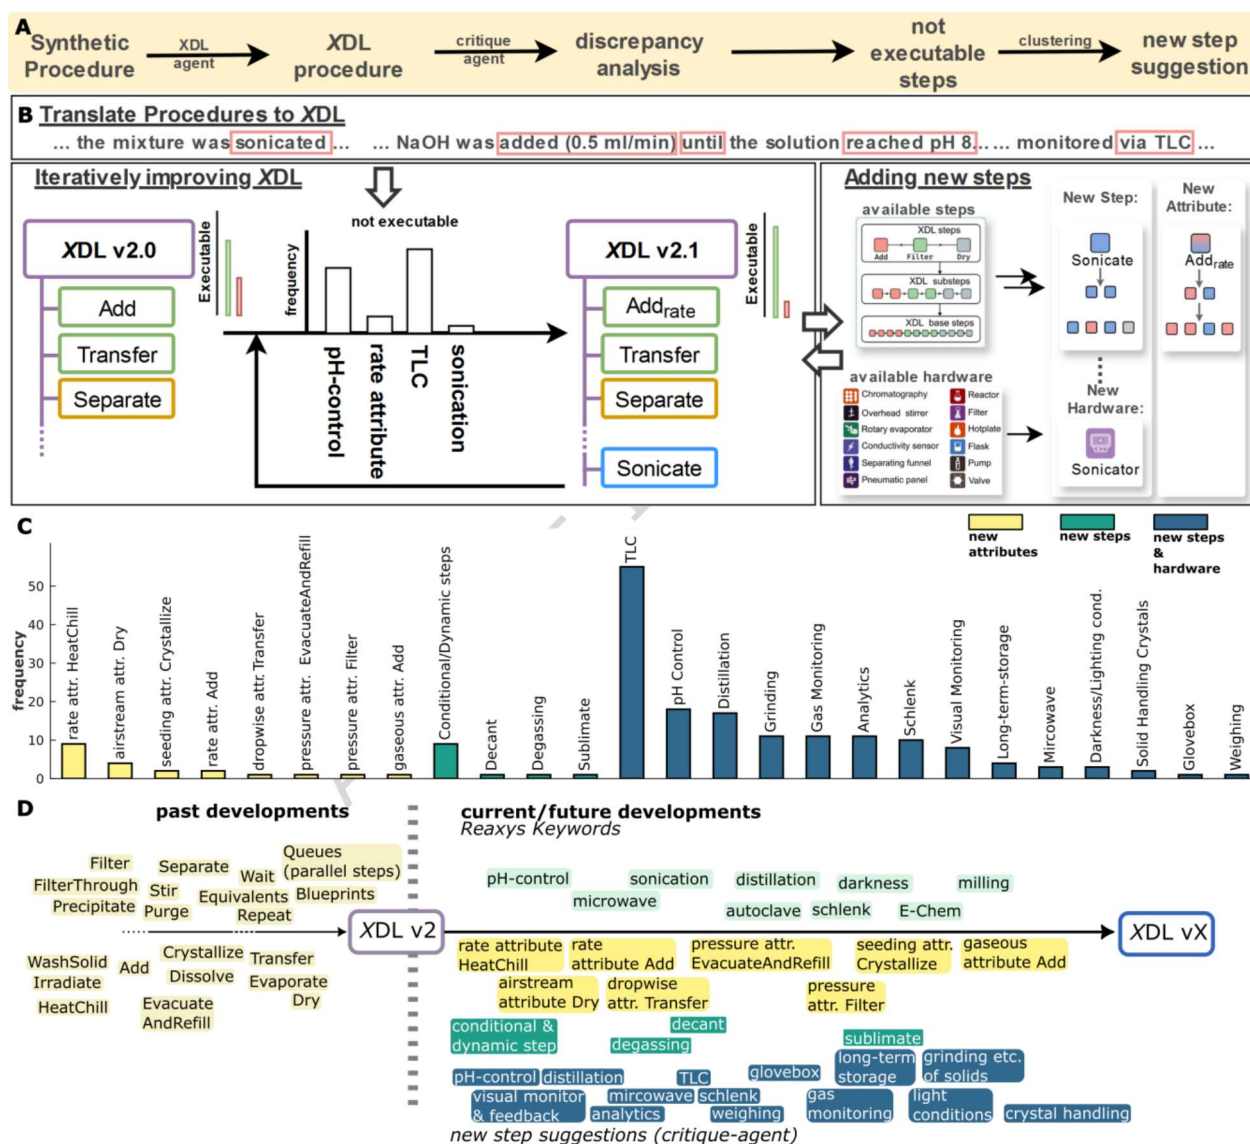 A
Synthetic
Procedure
XDL
agent
XDL
procedure
critique
agent
discrepancy
analysis
not
executable
steps
clustering
new step
suggestion
B Translate Procedures to XDL
... the mixture was sonicated ... ... NaOH was added (0.5 ml/min) until the solution reached pH 8... ... monitored via TLC ...
Iteratively improving XDL
XDL v2.0
Add
Transfer
Separate
Executable
not executable
frequency
pH-control
rate attribute
TLC
sonication
XDL v2.1
Add rate
Transfer
Separate
Sonicate
Executable
Adding new steps
available steps
XDL steps
Add
Filter
Dry
XDL substeps
XDL base steps
available hardware
Chromatography
Reactor
Overhead stirrer
Filter
Rotary evaporator
Hotplate
Conductivity sensor
Flask
Separating funnel
Pump
Pneumatic panel
Valve
New Step:
Sonicate
New
Hardware:
Sonicator
New
Attribute:
Add rate
C
new
attributes
new steps
new steps
&
hardware
frequency
50
40
30
20
10
0
rate attr. HeatChill
airstream attr. Dry
seeding attr. Crystallize
rate attr. Add
dropwise attr. Transfer
pressure attr. EvacuateAndRefill
pressure attr. Filter
gaseous attr. Add
Conditional/Dynamic steps
Decant
Degassing
Sublimate
TLC
pH Control
Distillation
Grinding
Gas Monitoring
Analytics
Schlenk
Visual Monitoring
Long-term-storage
Mircowave
Darkness/Lighting cond.
Solid Handling Crystals
Glovebox
Weighing
D
past developments
Filter
Separate
Queues
(parallel steps)
Wait
FilterThrough
Stir
Equivalents
Blueprints
Precipitate
Purge
Repeat
XDL v2
WashSolid
Irradiate
Add
Crystallize
Transfer
Dissolve
Evaporate
Dry
HeatChill
Evacuate
AndRefill
current/future developments
Reaxys Keywords
pH-control
sonication
distillation
darkness
milling
microwave
autoclave
schlenk
E-Chem
XDL vX
rate attribute
HeatChill
rate
attribute Add
pressure attr.
EvacuateAndRefill
seeding attr.
Crystallize
gaseous
attribute Add
airstream
attribute Dry
dropwise
attr. Transfer
pressure
attr. Filter
conditional &
dynamic step
decant
degassing
sublimate
long-term
storage
grinding etc.
of solids
pH-control
distillation
TLC
glovebox
visual monitor
& feedback
mircowave
schlenk
analytics
weighing
gas
monitoring
light
conditions
crystal handling
new step suggestions (critique-agent)